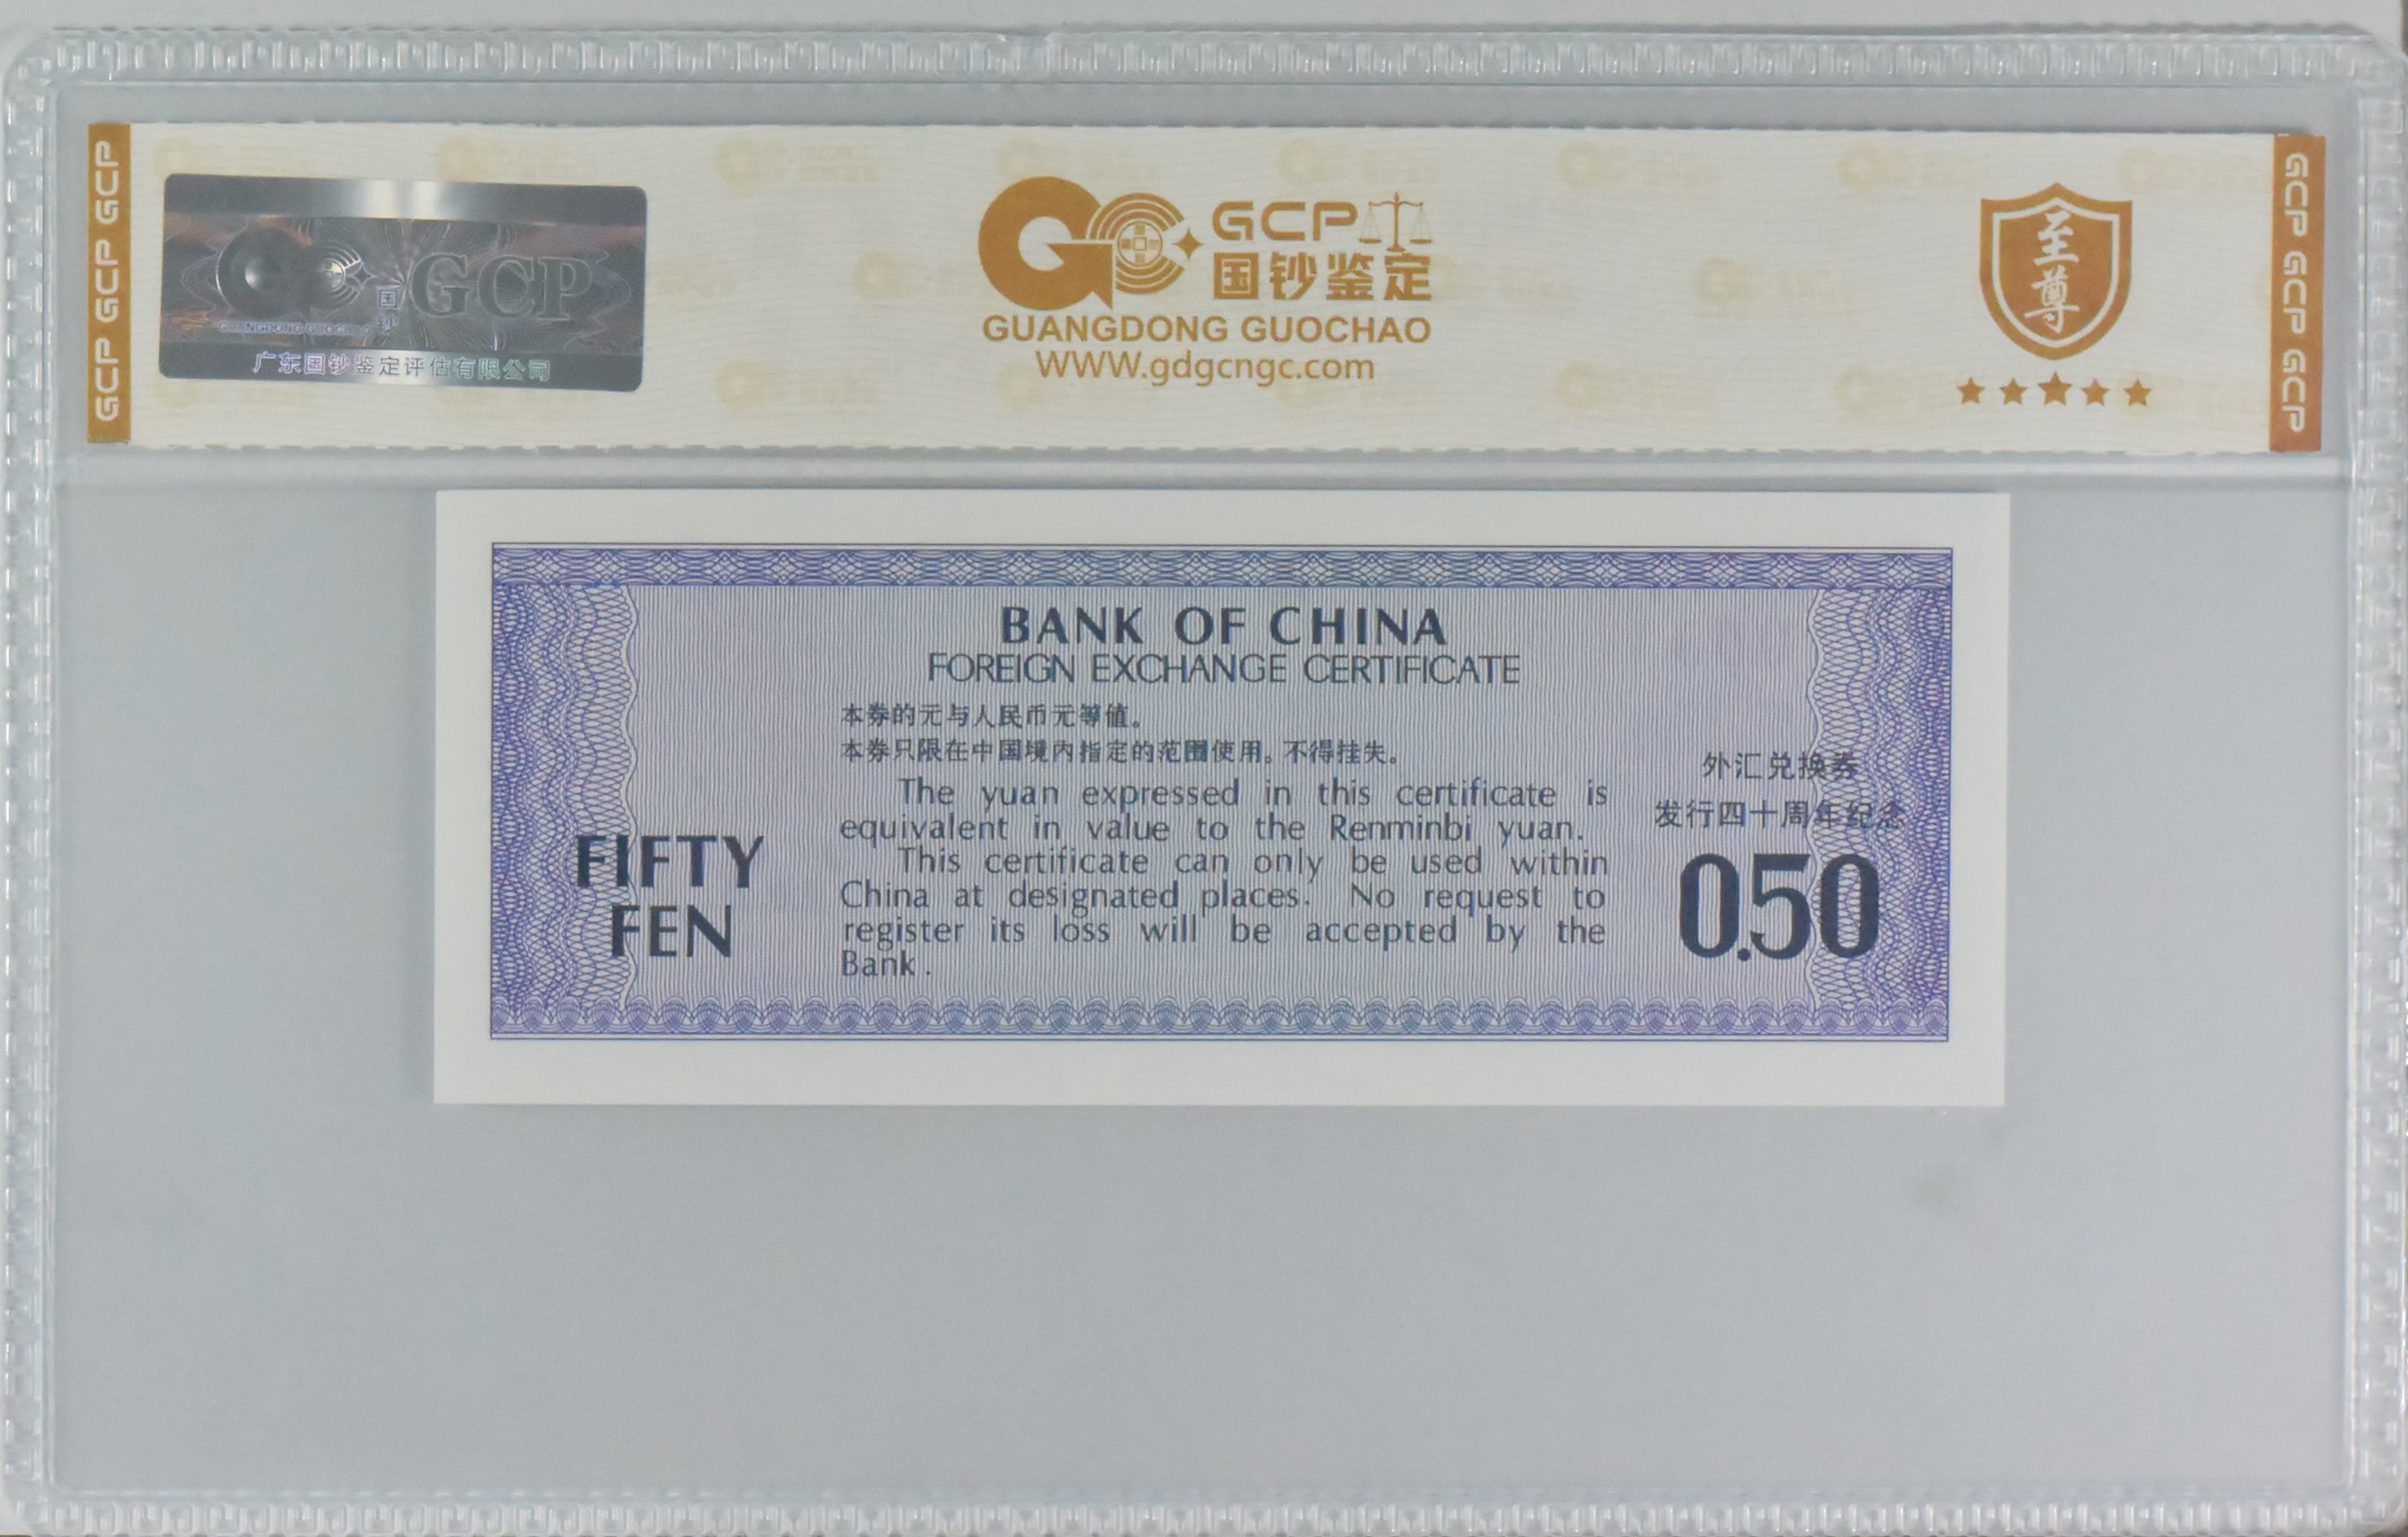 GCP GCP GCP
GCP
国钞
GUANGDONG GUOCHAO
广东国钞鉴定评估有限公司
GCP
国钞鉴定
GUANGDONG GUOCHAO
WWW.gdgcngc.com
至尊
GCP GCP GCP
BANK OF CHINA
FOREIGN EXCHANGE CERTIFICATE
本券的元与人民币元等值。
本券只限在中国境内指定的范围使用。不得挂失。
The yuan expressed in this certificate is
equivalent in value to the Renminbi yuan.
This certificate can only be used within
China at designated places. No request to
register its loss will be accepted by the
Bank.
FIFTY
FEN
外汇兑换券
发行四十周年纪念
0.50